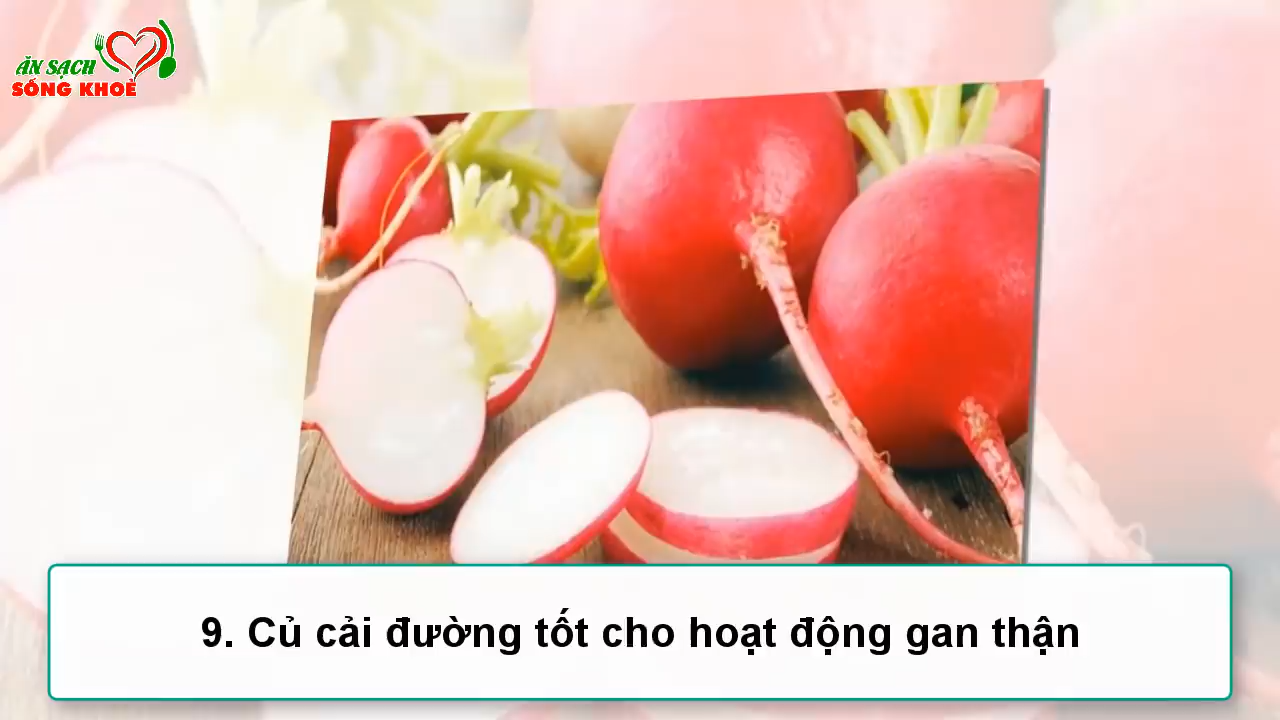 ĂN SẠCH
SỐNG KHOẺ
9. Củ cải đường tốt cho hoạt động gan thận